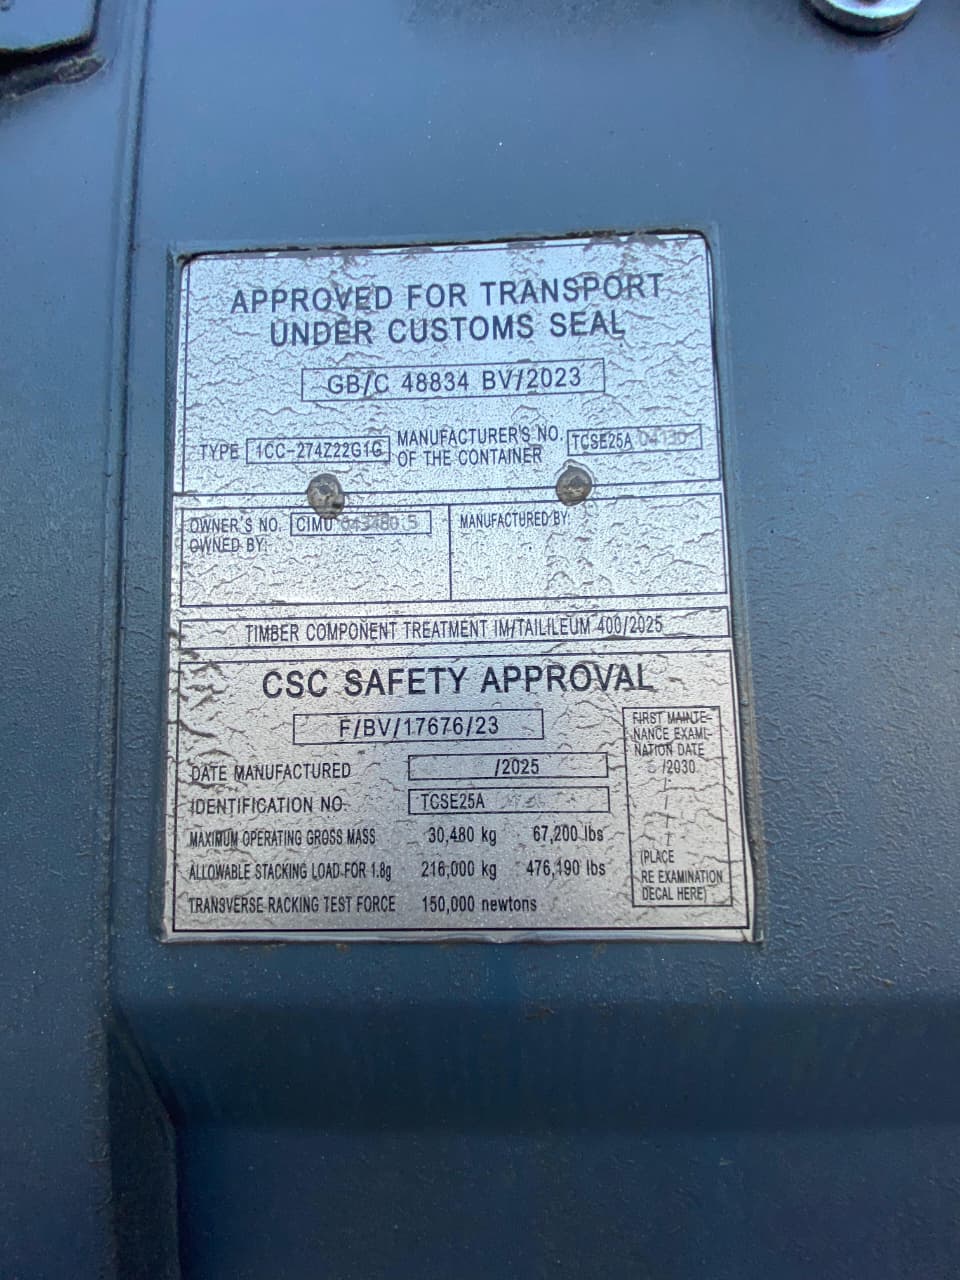 APPROVED FOR TRANSPORT
UNDER CUSTOMS SEAL
GB/C 48834 BV/2023
TYPE 1CC-274Z22G1G
MANUFACTURER'S NO.
OF THE CONTAINER
TCSE25A
OWNER'S NO. CIMU
OWNED BY:
MANUFACTURED BY:
TIMBER COMPONENT TREATMENT IM/TAILILEUM 400/2025
CSC SAFETY APPROVAL
F/BV/17676/23
DATE MANUFACTURED /2025
IDENTIFICATION NO. TCSE25A
MAXIMUM OPERATING GROSS MASS 30,480 kg 67,200 lbs
ALLOWABLE STACKING LOAD FOR 1.8g 216,000 kg 476,190 lbs
TRANSVERSE RACKING TEST FORCE 150,000 newtons
FIRST MAINTE-
NANCE EXAMI-
NATION DATE
/2030
(PLACE
RE EXAMINATION
DECAL HERE)